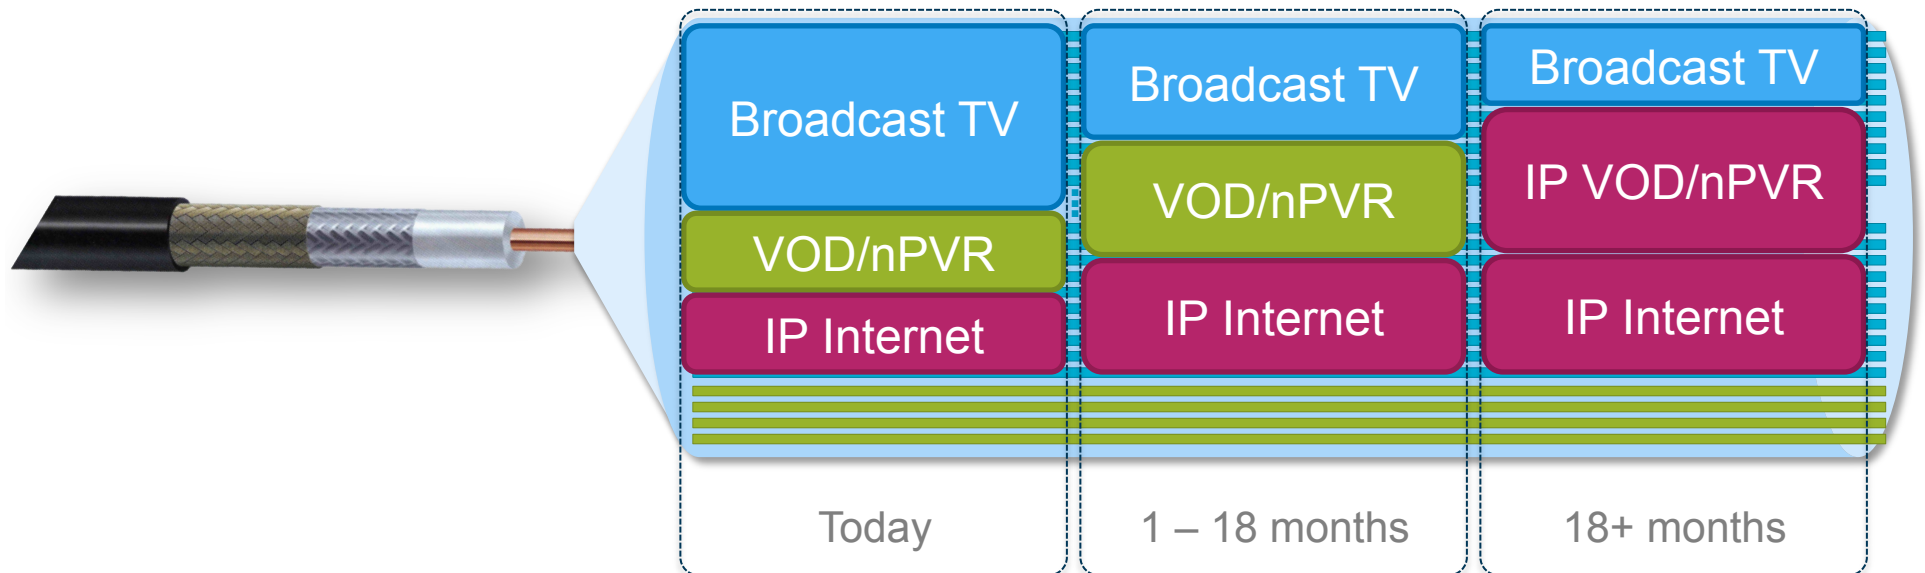 Broadcast TV
VOD/nPVR
IP Internet
Today
Broadcast TV
VOD/nPVR
IP Internet
1 – 18 months
Broadcast TV
IP VOD/nPVR
IP Internet
18+ months